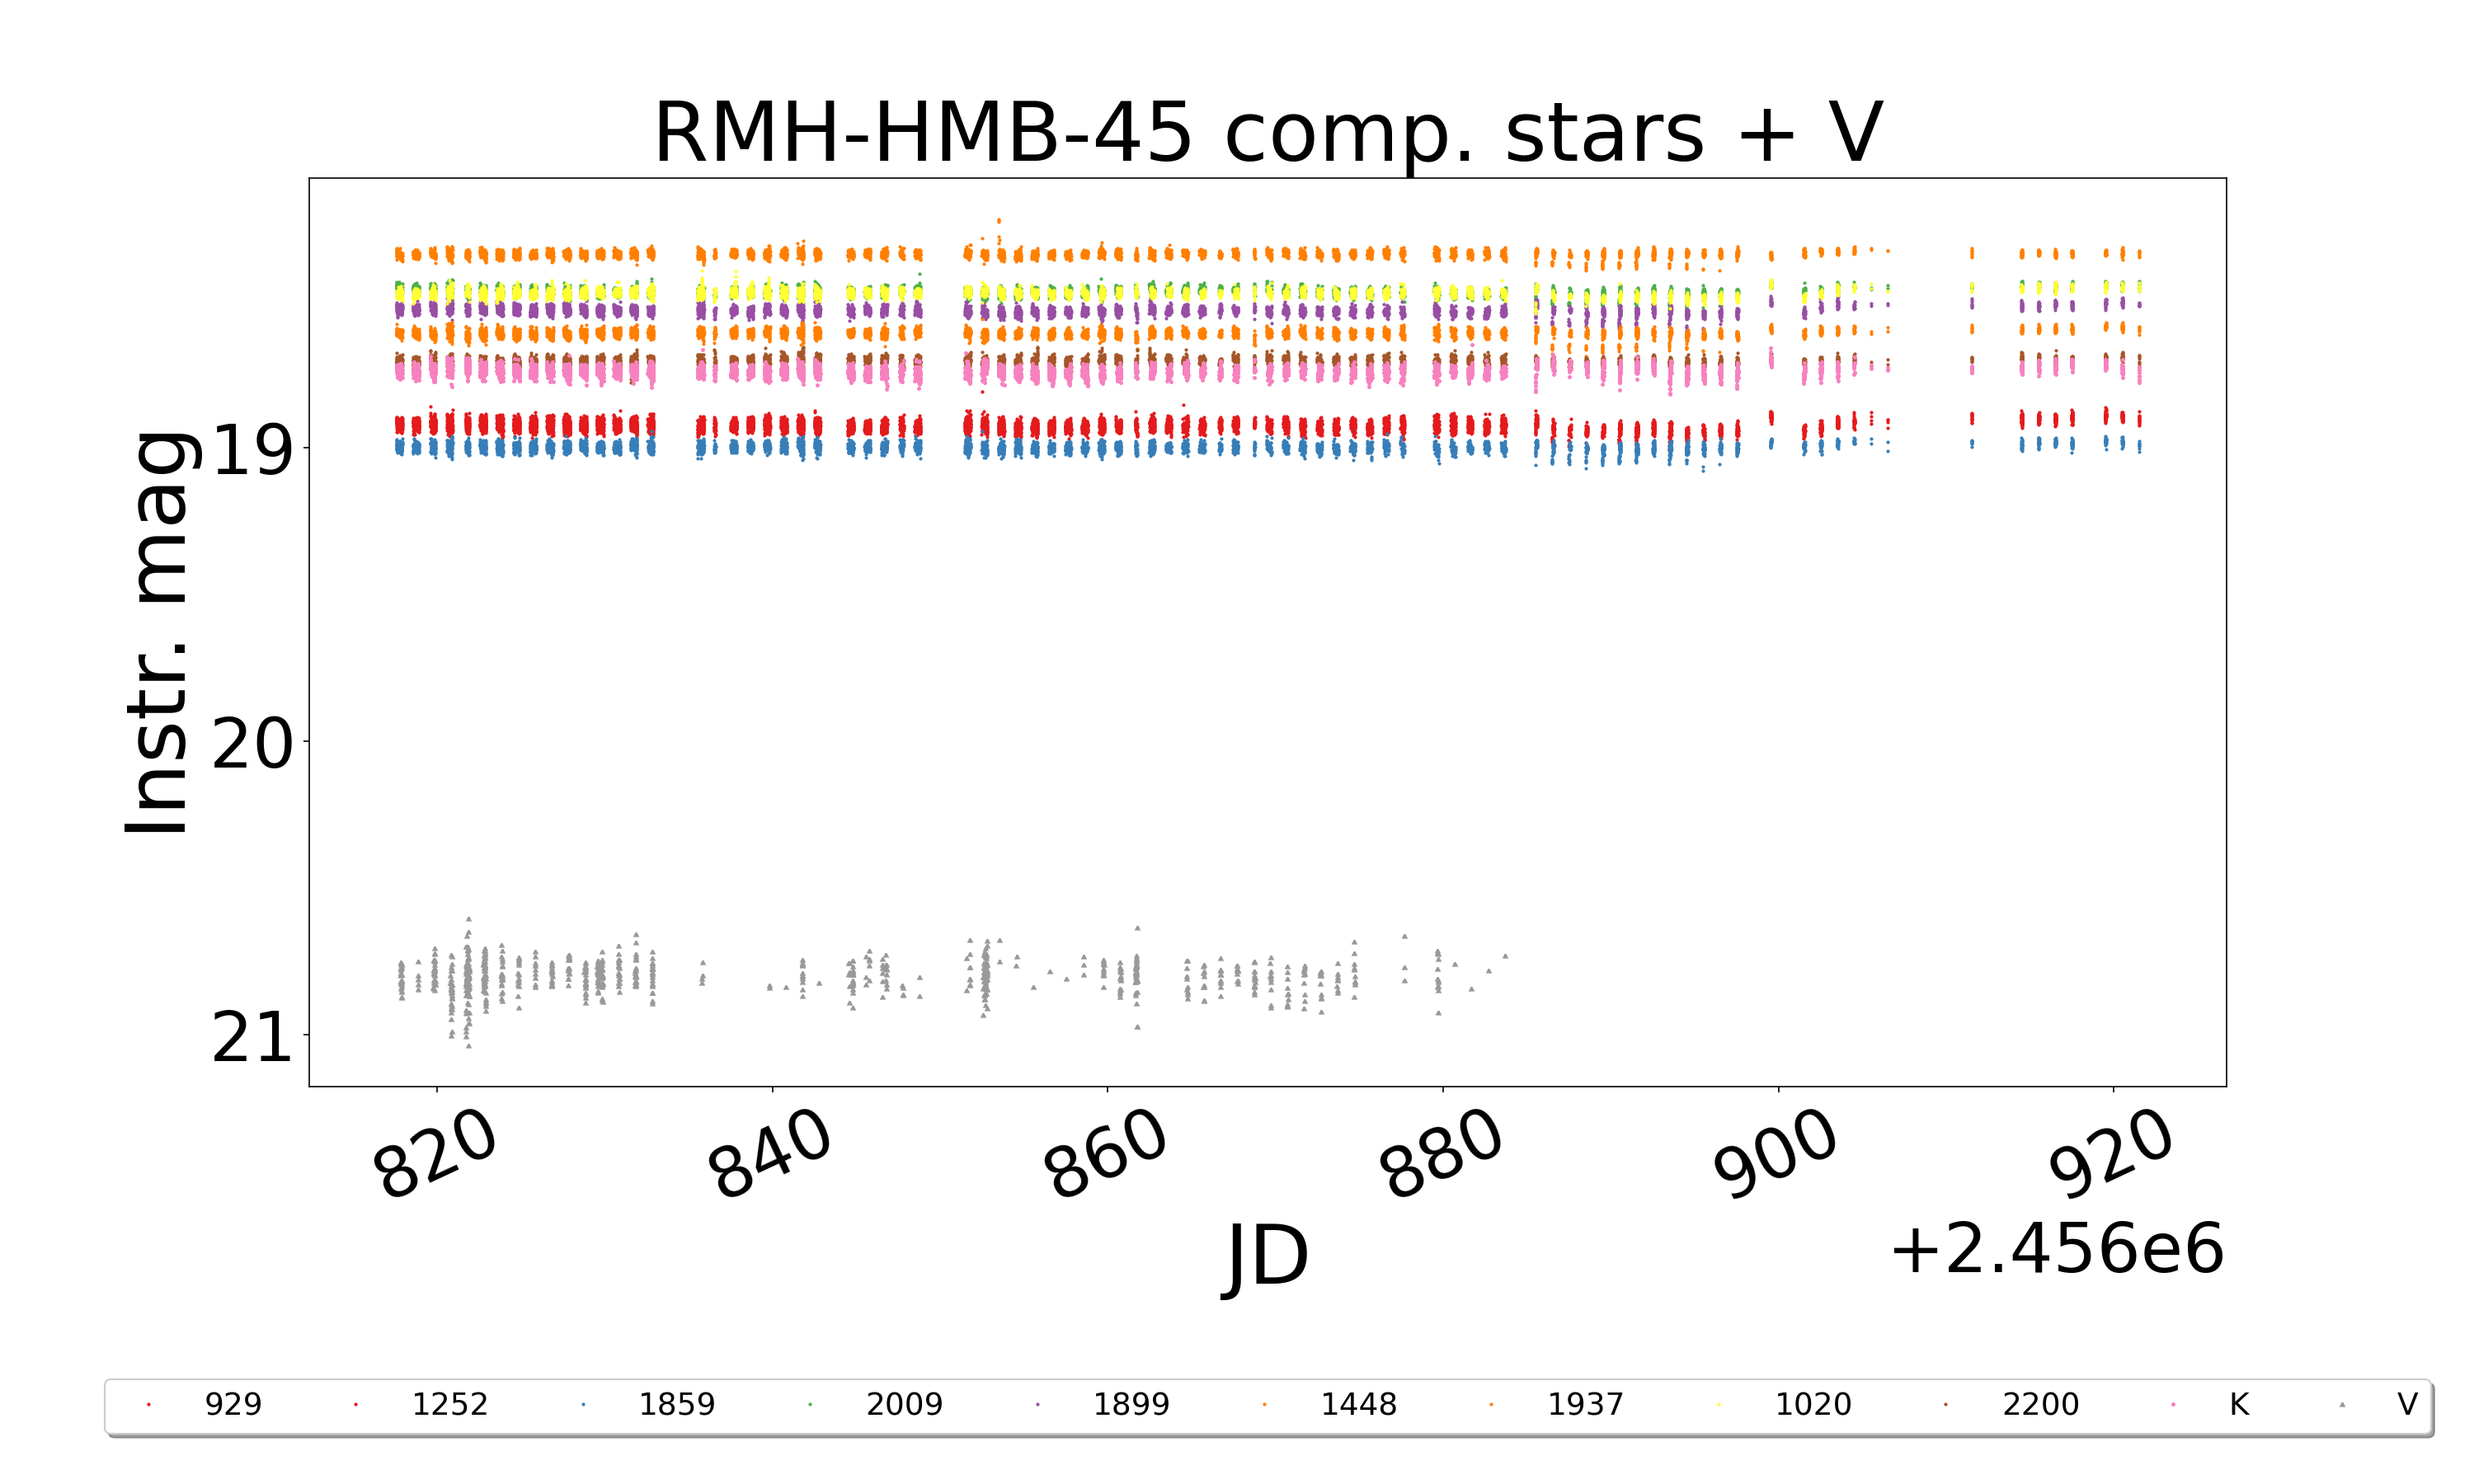 RMH-HMB-45 comp. stars + V
Instr. mag
19
20
21
820 840 860 880 900 920
JD
+2.456e6
929 1252 1859 2009 1899 1448 1937 1020 2200 K V